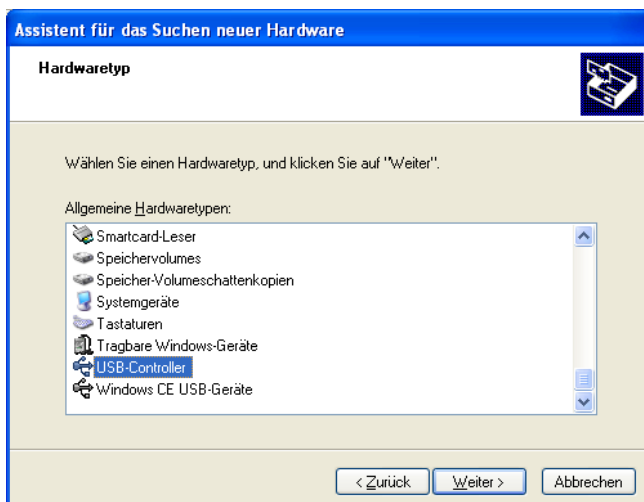 Assistent für das Suchen neuer Hardware
Hardwaretyp
Wählen Sie einen Hardwaretyp, und klicken Sie auf "Weiter".
Allgemeine Hardwaretypen:
Smartcard-Leser
Speichervolumes
Speicher-Volumeschattenkopien
Systemgeräte
Tastaturen
Tragbare Windows-Geräte
USB-Controller
Windows CE USB-Geräte
< Zurück Weiter > Abbrechen